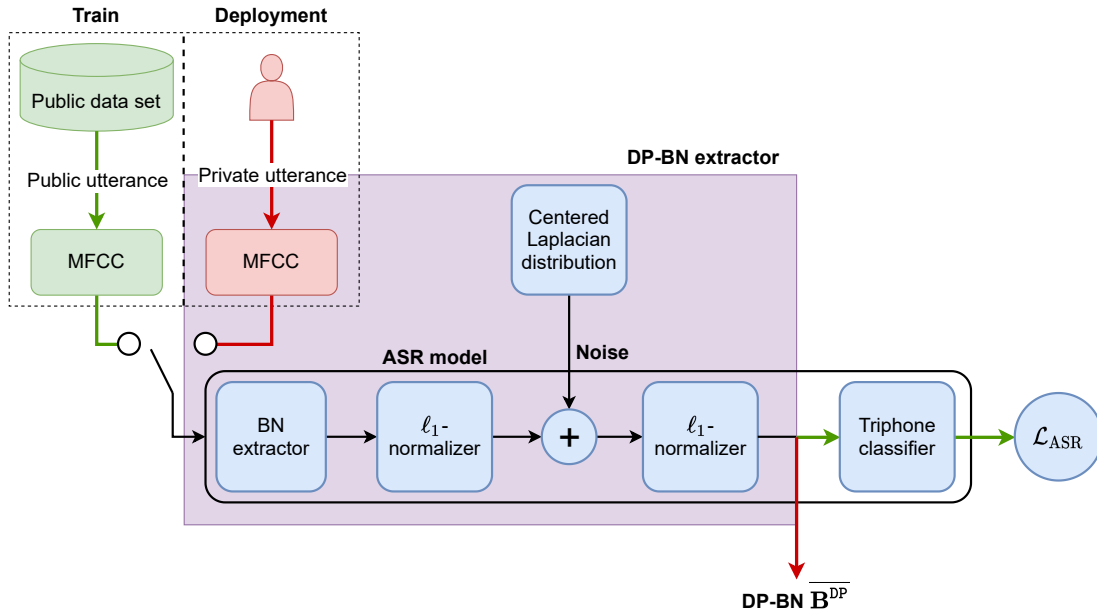 Train
Deployment
Public data set
Public utterance
Private utterance
DP-BN extractor
MFCC
MFCC
Centered
Laplacian
distribution
Noise
ASR model
BN
extractor
ℓ₁-
normalizer
+
ℓ₁-
normalizer
Triphone
classifier
ℒ_ASR
DP-BN B̅ᴰᴾ